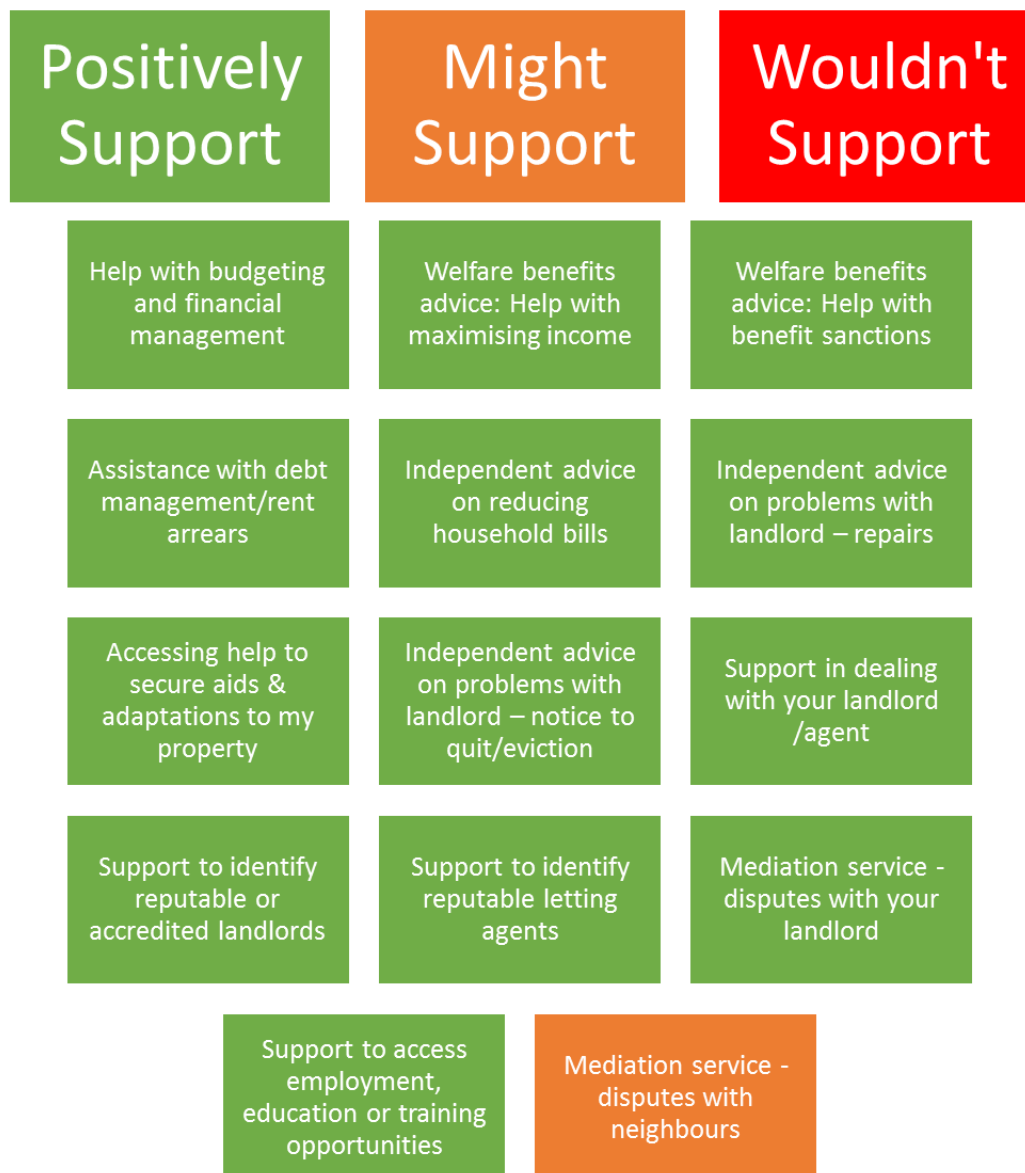 Positively
Support
Might
Support
Wouldn't
Support
Help with budgeting
and financial
management
Welfare benefits
advice: Help with
maximising income
Welfare benefits
advice: Help with
benefit sanctions
Assistance with debt
management/rent
arrears
Independent advice
on reducing
household bills
Independent advice
on problems with
landlord – repairs
Accessing help to
secure aids &
adaptations to my
property
Independent advice
on problems with
landlord – notice to
quit/eviction
Support in dealing
with your landlord
/agent
Support to identify
reputable or
accredited landlords
Support to identify
reputable letting
agents
Mediation service -
disputes with your
landlord
Support to access
employment,
education or training
opportunities
Mediation service -
disputes with
neighbours